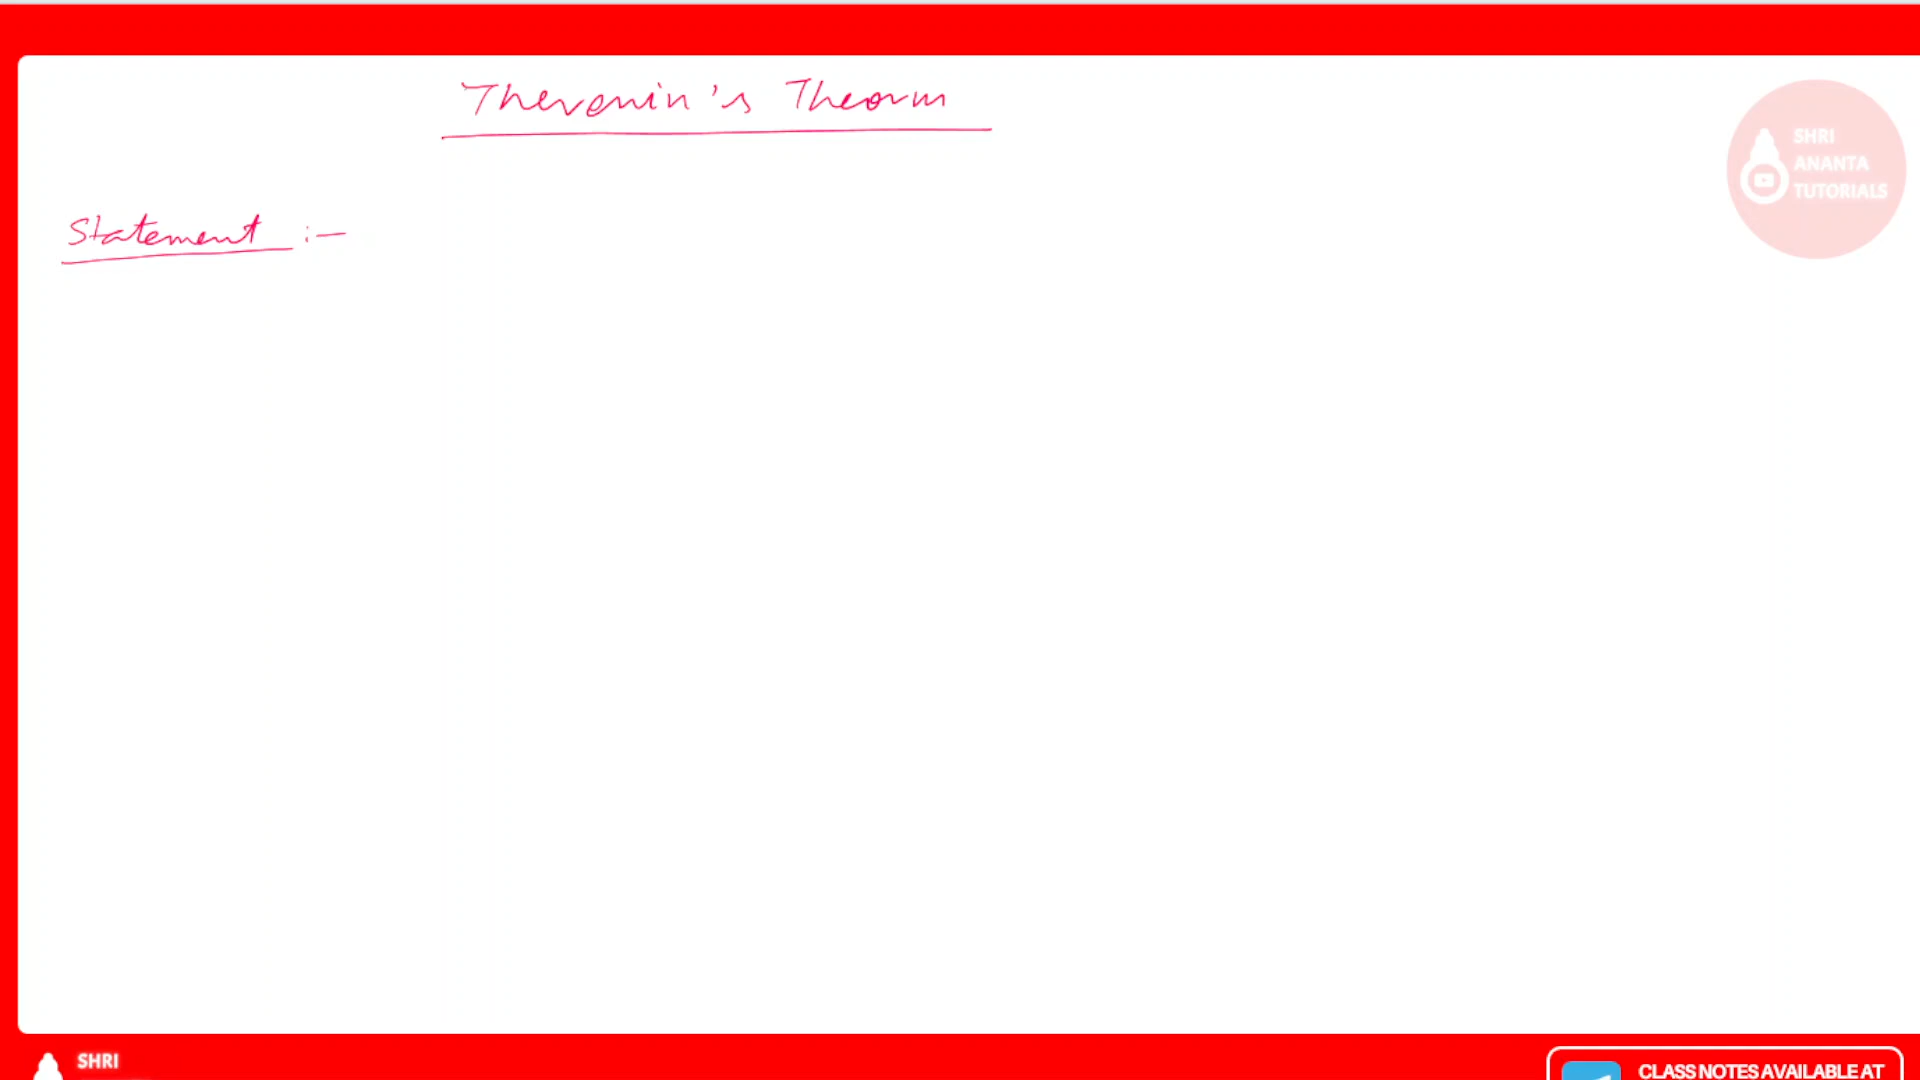 Thevenin's Theorm
SHRI
ANANTA
TUTORIALS
Statement :-
SHRI
CLASS NOTES AVAILABLE AT